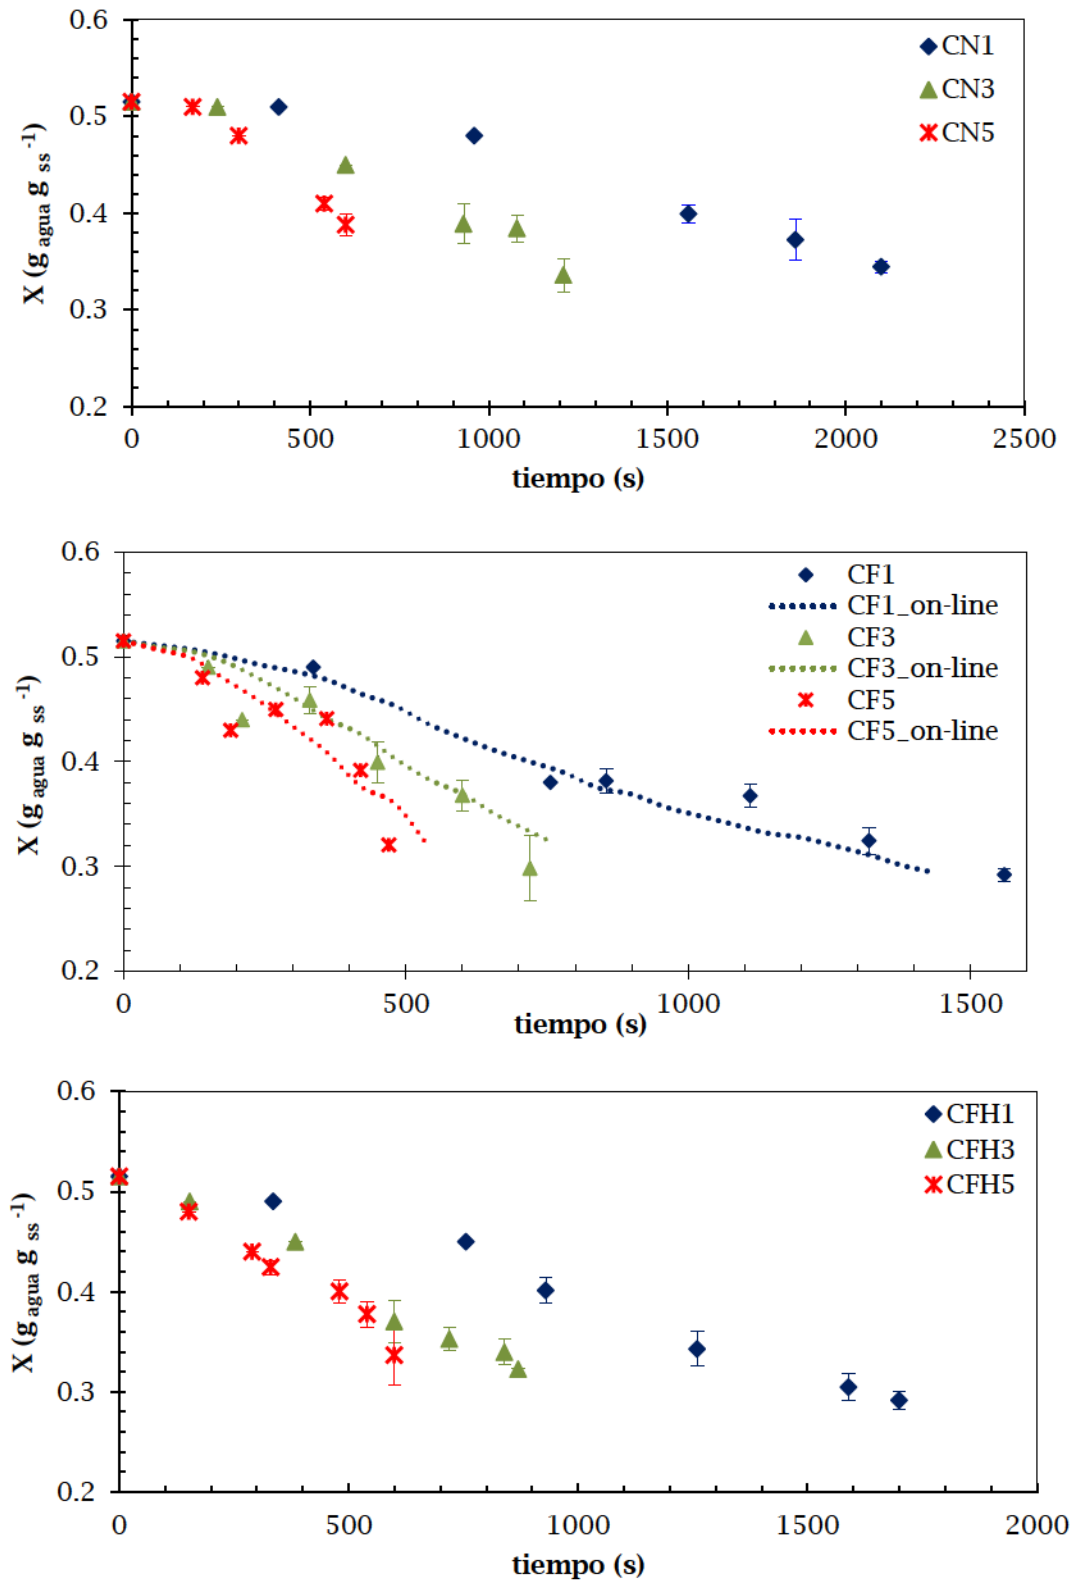 0.6
0.5
0.4
0.3
0.2
X (g agua g ss -1)
CN1
CN3
CN5
0 500 1000 1500 2000 2500
tiempo (s)
0.6
0.5
0.4
0.3
0.2
X (g agua g ss -1)
CF1
CF1_on-line
CF3
CF3_on-line
CF5
CF5_on-line
0 500 1000 1500
tiempo (s)
0.6
0.5
0.4
0.3
0.2
X (g agua g ss -1)
CFH1
CFH3
CFH5
0 500 1000 1500 2000
tiempo (s)